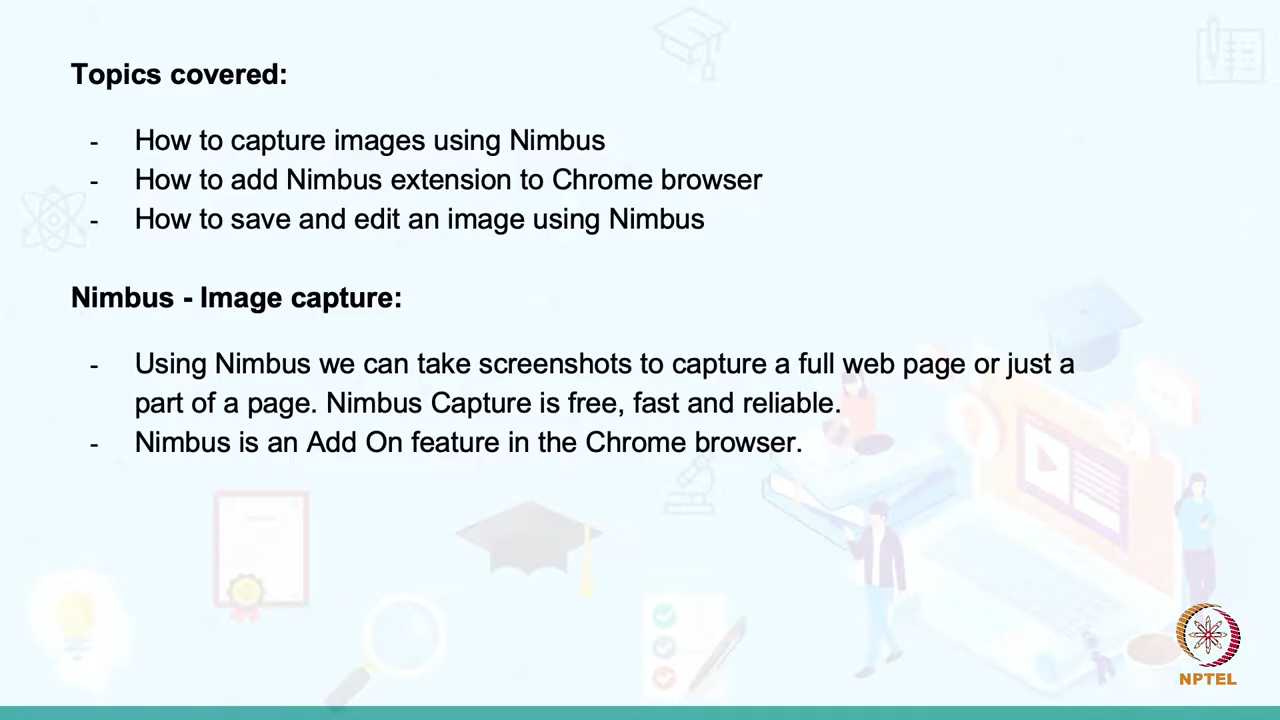 Topics covered:
- How to capture images using Nimbus
- How to add Nimbus extension to Chrome browser
- How to save and edit an image using Nimbus
Nimbus - Image capture:
- Using Nimbus we can take screenshots to capture a full web page or just a
part of a page. Nimbus Capture is free, fast and reliable.
- Nimbus is an Add On feature in the Chrome browser.
NPTEL